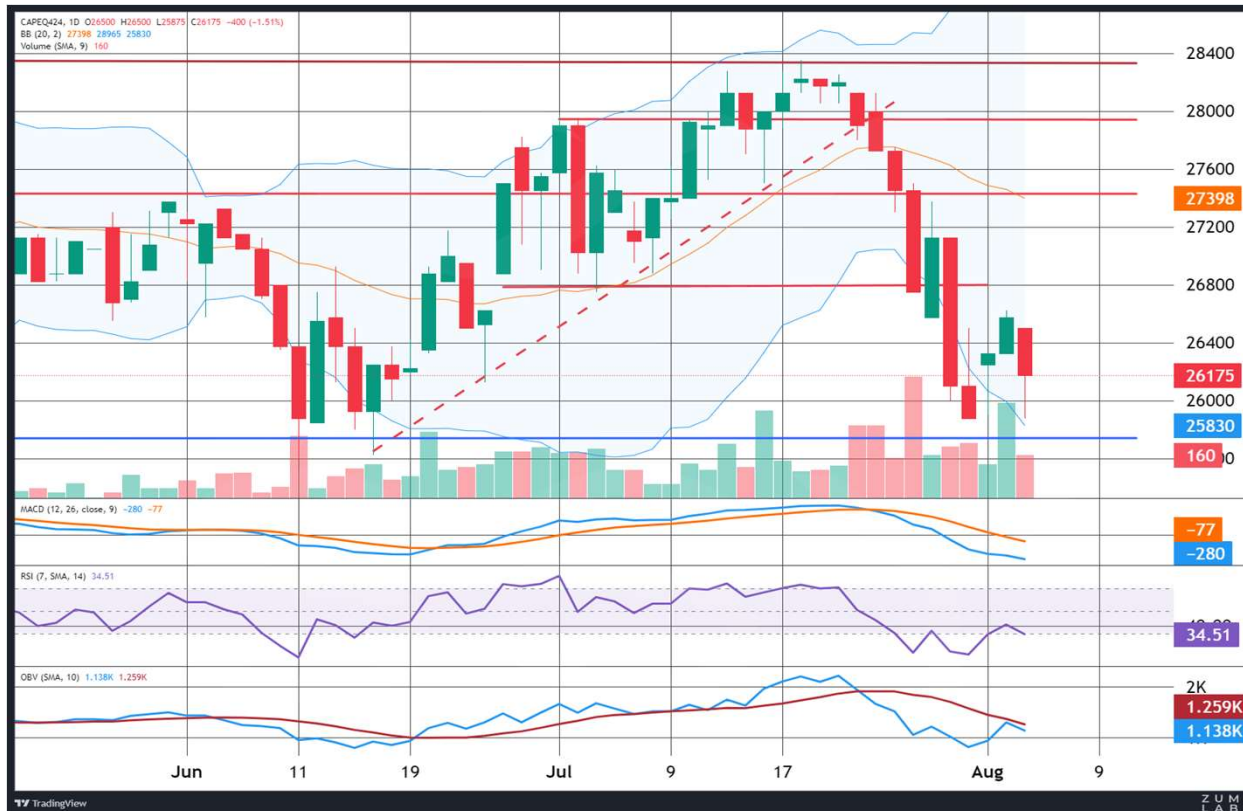 CAPEQ424, 1D O26500 H26500 L25875 C26175 −400 (−1.51%)
BB (20, 2) 27398 28965 25830
Volume (SMA, 9) 160
28400
28000
27600
27398
27200
26800
26400
26175
26000
25830
160
MACD (12, 26, close, 9) −280 −77
−77
−280
RSI (7, SMA, 14) 34.51
34.51
OBV (SMA, 10) 1.138K 1.259K
2K
1.259K
1.138K
Jun 11 19 Jul 9 17 Aug 9
TradingView
ZUM
LAB